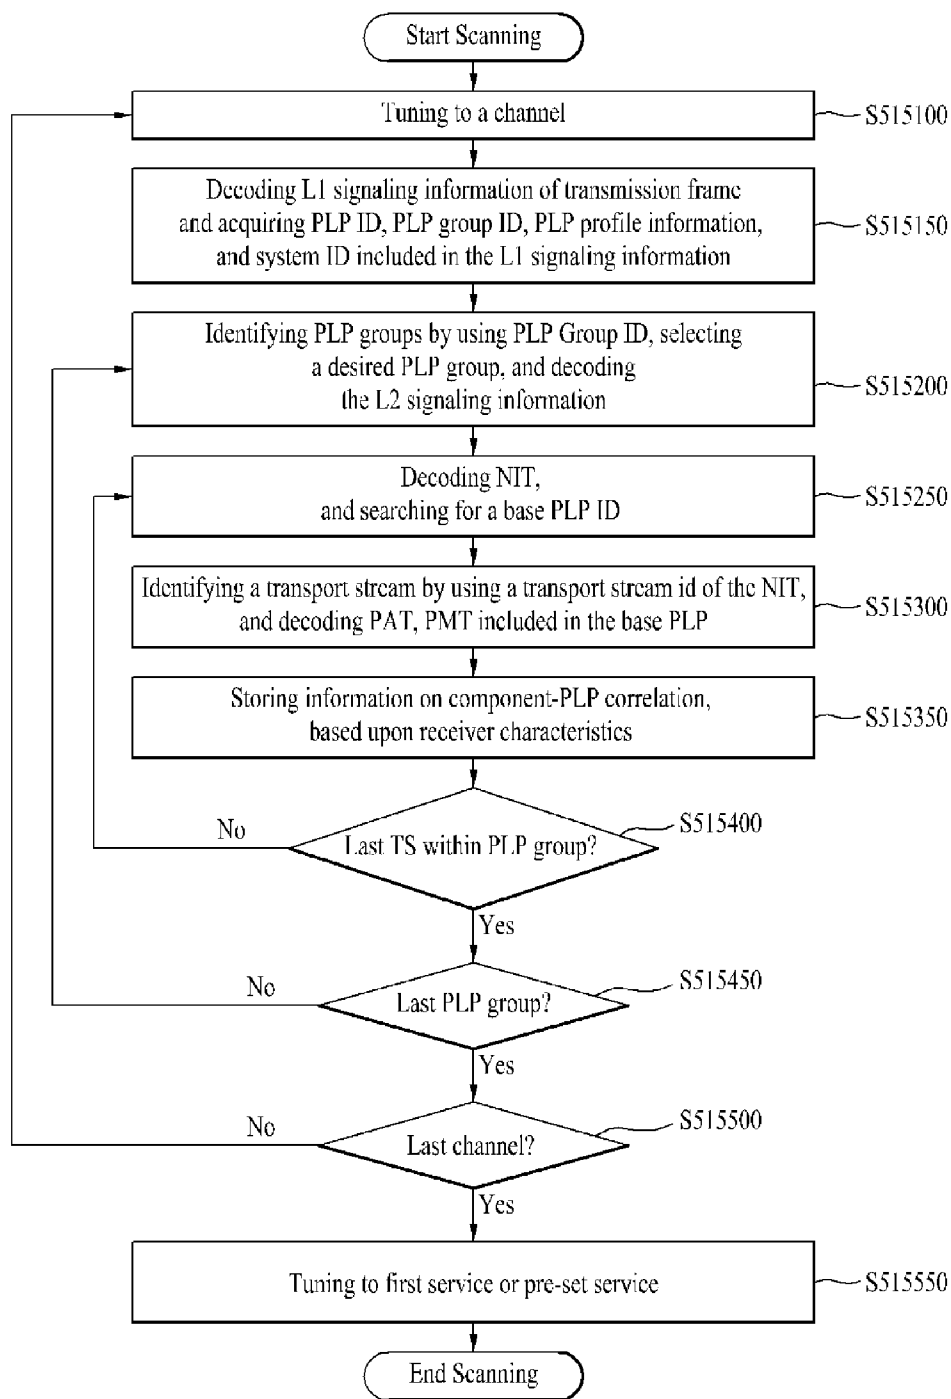 Start Scanning
Tuning to a channel
S515100
Decoding L1 signaling information of transmission frame
and acquiring PLP ID, PLP group ID, PLP profile information,
and system ID included in the L1 signaling information
S515150
Identifying PLP groups by using PLP Group ID, selecting
a desired PLP group, and decoding
the L2 signaling information
S515200
Decoding NIT,
and searching for a base PLP ID
S515250
Identifying a transport stream by using a transport stream id of the NIT,
and decoding PAT, PMT included in the base PLP
S515300
Storing information on component-PLP correlation,
based upon receiver characteristics
S515350
No
Last TS within PLP group?
S515400
Yes
No
Last PLP group?
S515450
Yes
No
Last channel?
S515500
Yes
Tuning to first service or pre-set service
S515550
End Scanning